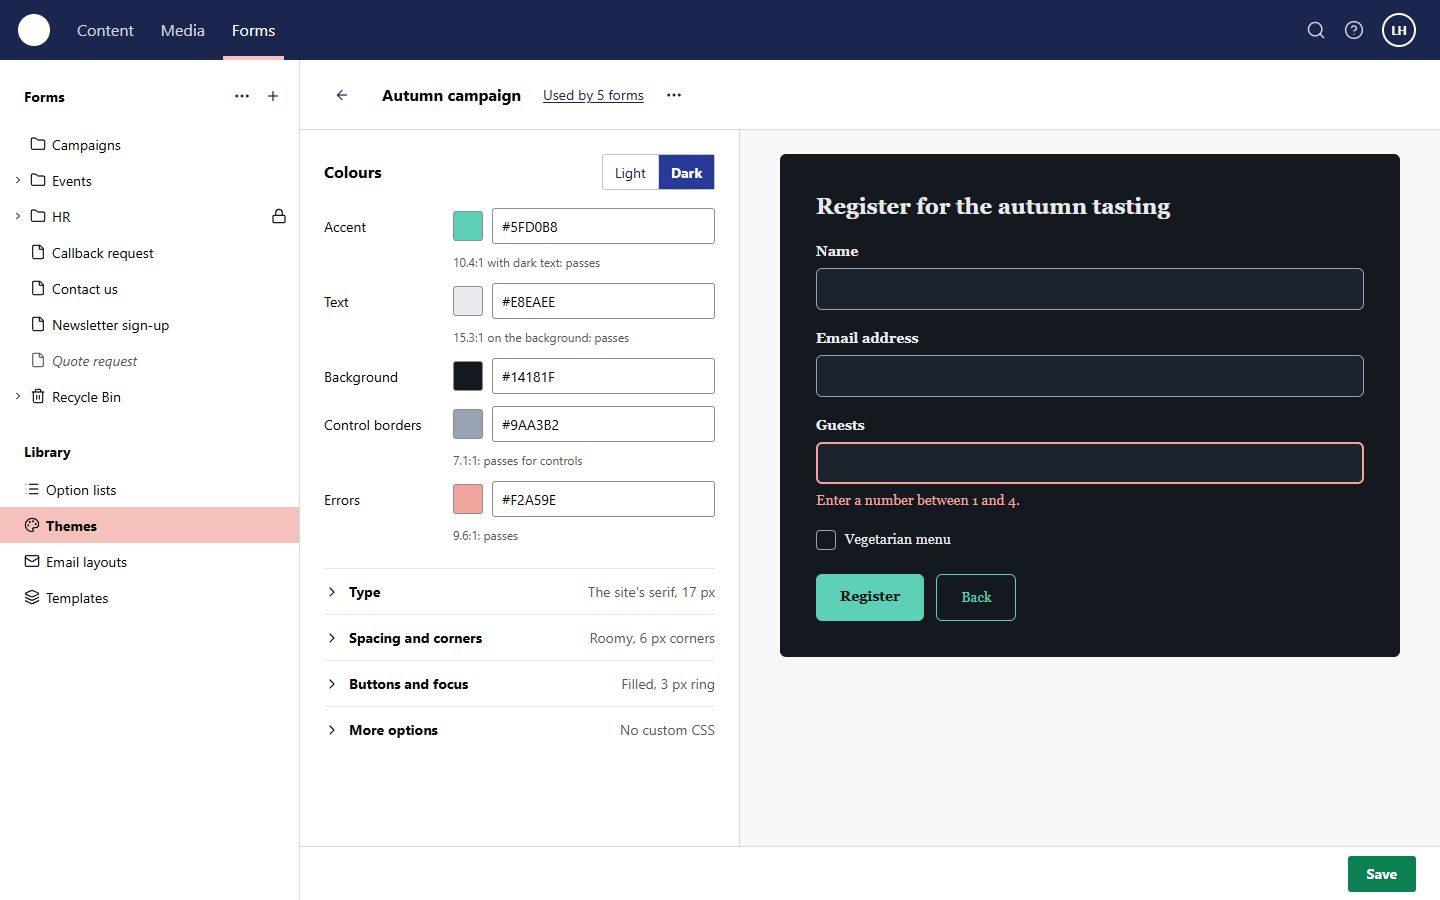 Content
Media
Forms
LH
Forms
Campaigns
Events
HR
Callback request
Contact us
Newsletter sign-up
Quote request
Recycle Bin
Library
Option lists
Themes
Email layouts
Templates
Autumn campaign
Used by 5 forms
Colours
Light
Dark
Accent
#5FD0B8
10.4:1 with dark text: passes
Text
#E8EAEE
15.3:1 on the background: passes
Background
#14181F
Control borders
#9AA3B2
7.1:1: passes for controls
Errors
#F2A59E
9.6:1: passes
Type
The site's serif, 17 px
Spacing and corners
Roomy, 6 px corners
Buttons and focus
Filled, 3 px ring
More options
No custom CSS
Register for the autumn tasting
Name
Email address
Guests
Enter a number between 1 and 4.
Vegetarian menu
Register
Back
Save